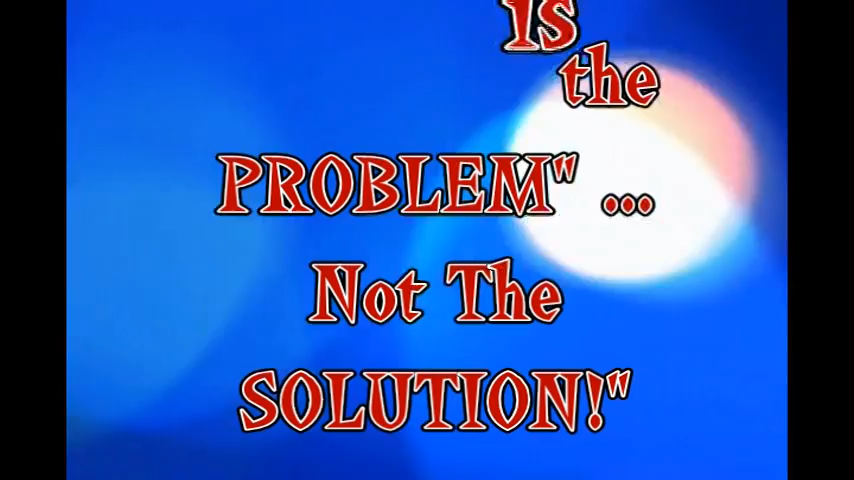 is
the
PROBLEM" ...
Not The
SOLUTION!"